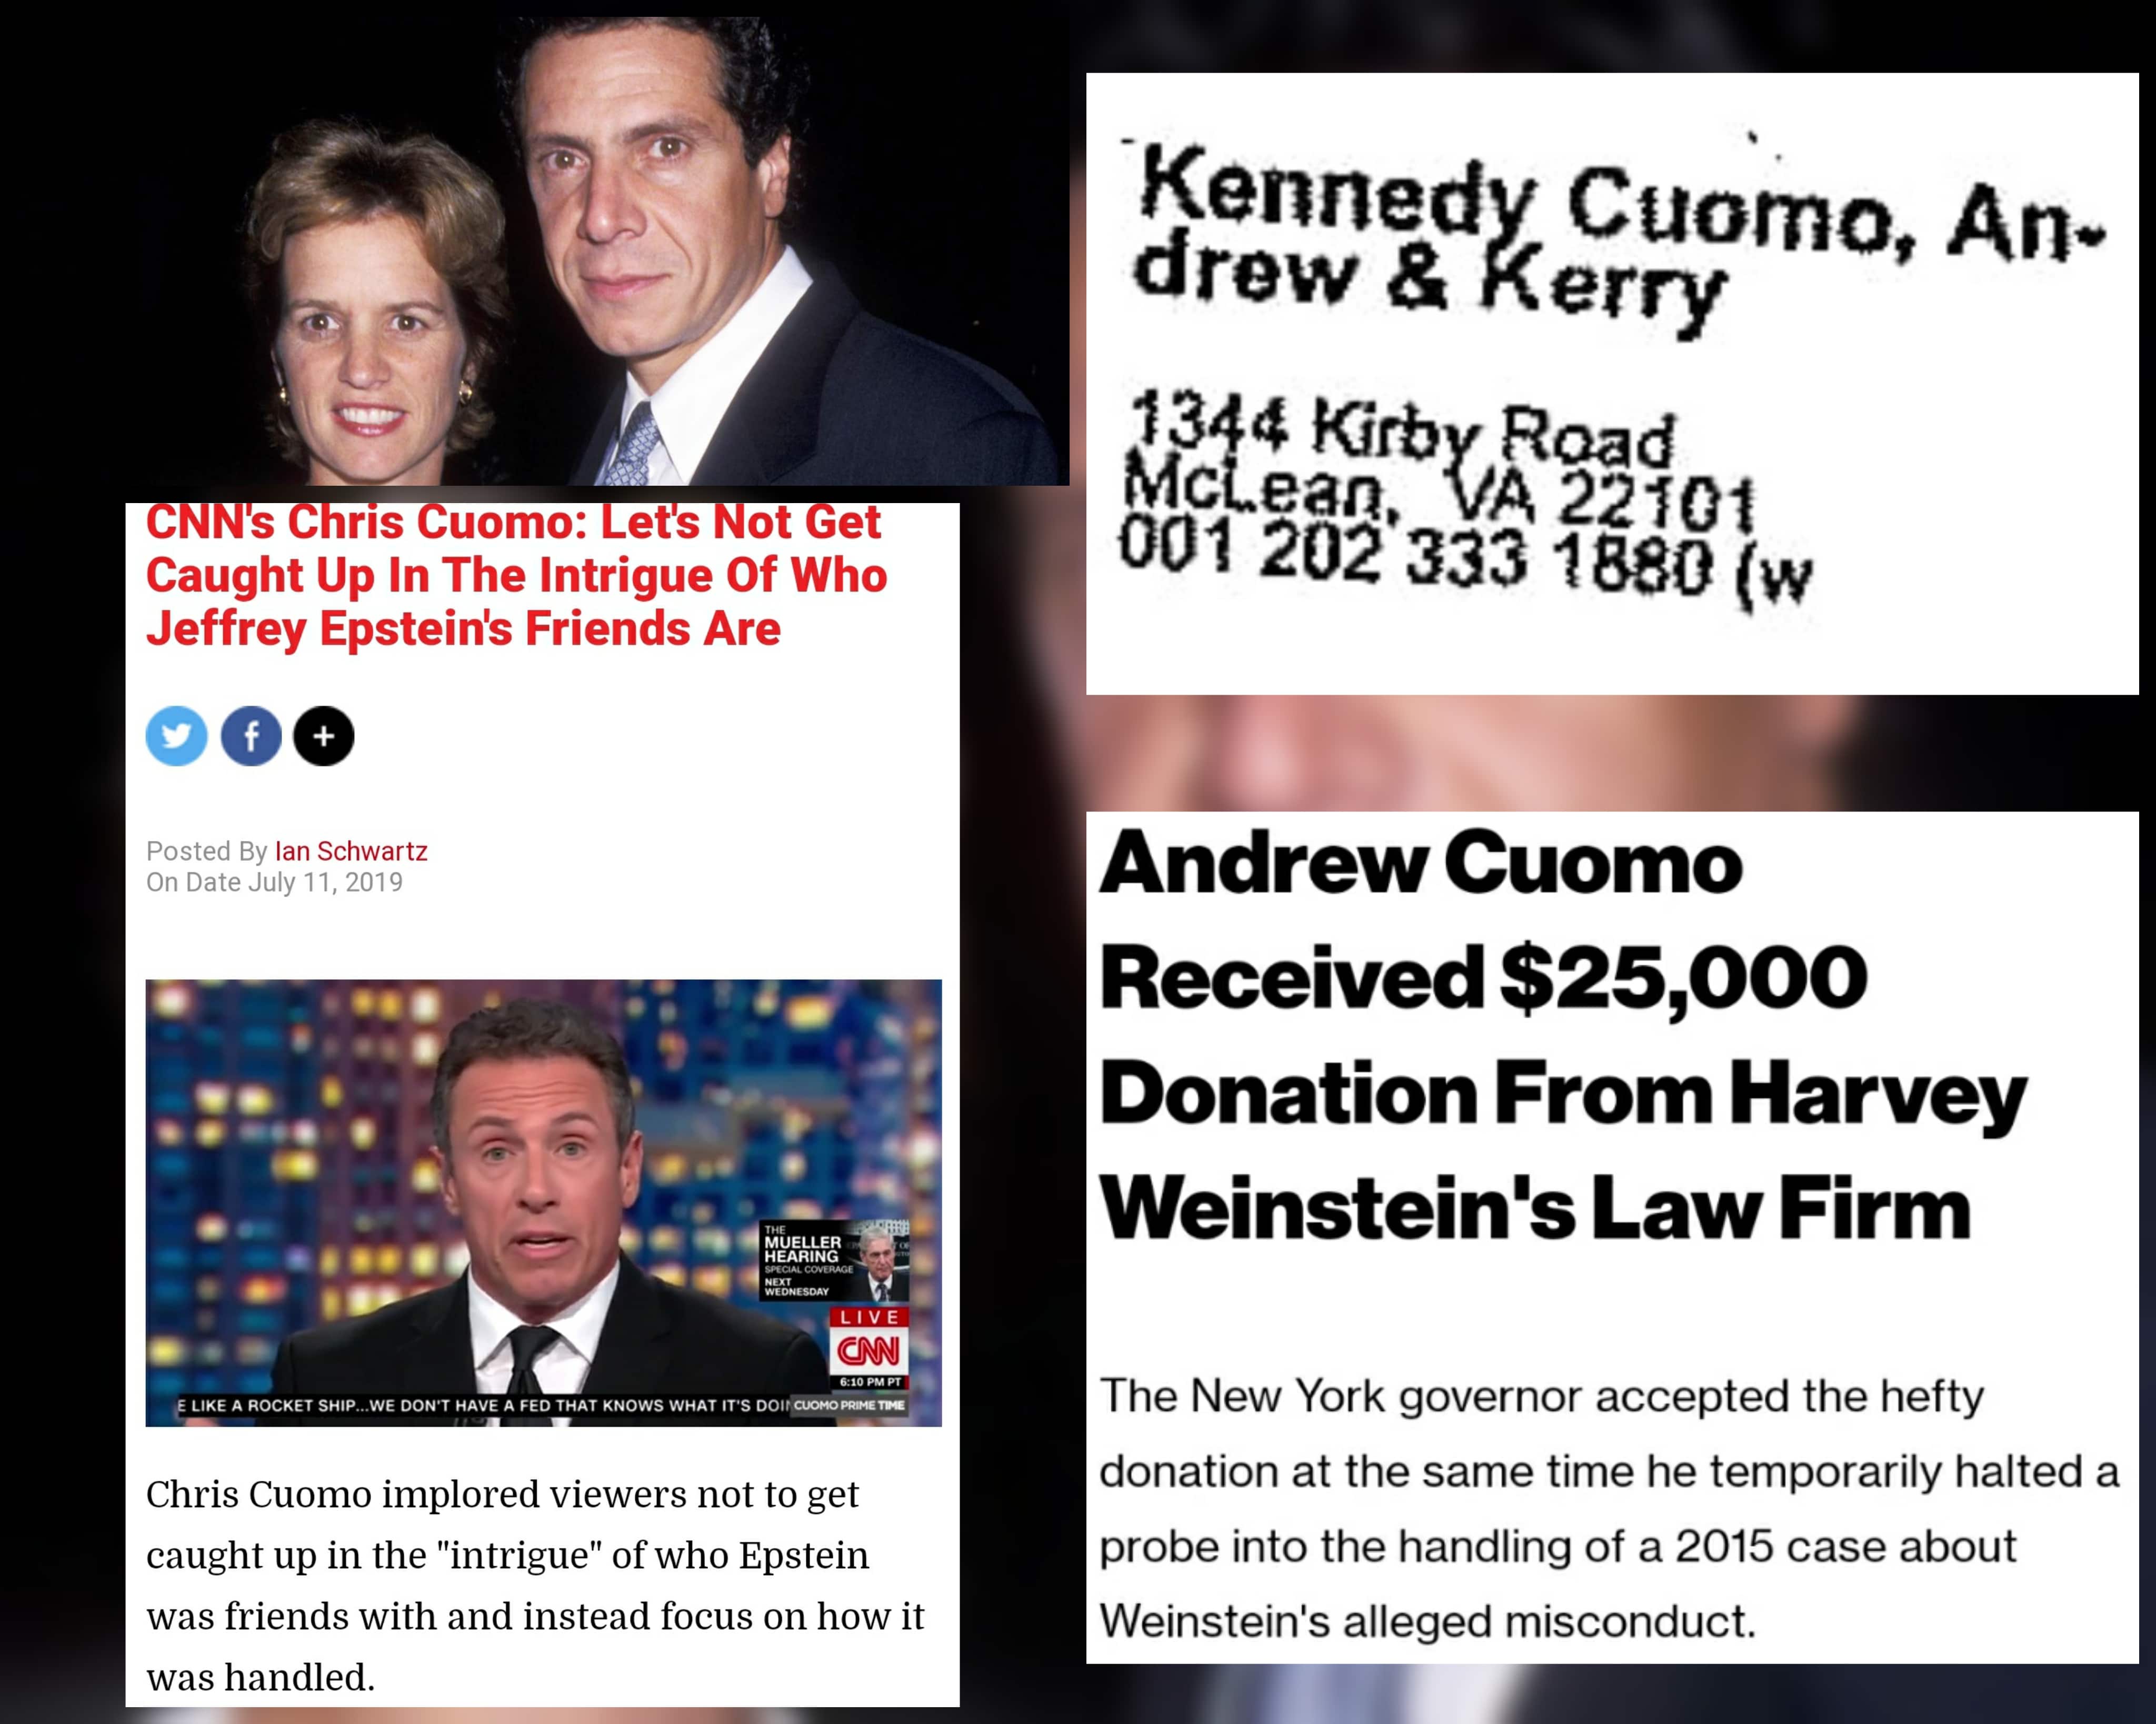 CNN's Chris Cuomo: Let's Not Get
Caught Up In The Intrigue Of Who
Jeffrey Epstein's Friends Are
Posted By Ian Schwartz
On Date July 11, 2019
THE
MUELLER
HEARING
SPECIAL COVERAGE
NEXT
WEDNESDAY
LIVE
CNN
6:10 PM PT
E LIKE A ROCKET SHIP...WE DON'T HAVE A FED THAT KNOWS WHAT IT'S DOI
CUOMO PRIME TIME
Chris Cuomo implored viewers not to get
caught up in the "intrigue" of who Epstein
was friends with and instead focus on how it
was handled.
Kennedy Cuomo, An-
drew & Kerry
1344 Kirby Road
McLean, VA 22101
001 202 333 1880 (w
Andrew Cuomo
Received $25,000
Donation From Harvey
Weinstein's Law Firm
The New York governor accepted the hefty
donation at the same time he temporarily halted a
probe into the handling of a 2015 case about
Weinstein's alleged misconduct.